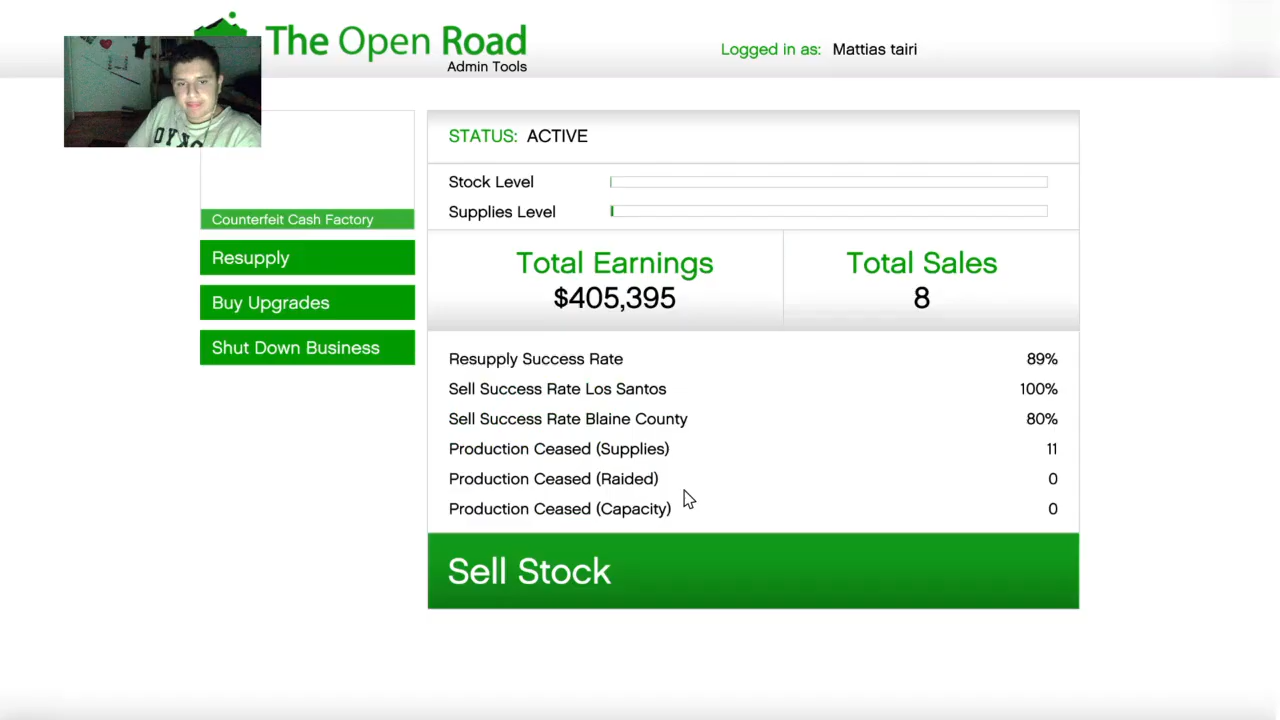 The Open Road
Admin Tools
Logged in as: Mattias tairi
STATUS: ACTIVE
Stock Level
Supplies Level
Counterfeit Cash Factory
Resupply
Buy Upgrades
Shut Down Business
Total Earnings
$405,395
Total Sales
8
Resupply Success Rate 89%
Sell Success Rate Los Santos 100%
Sell Success Rate Blaine County 80%
Production Ceased (Supplies) 11
Production Ceased (Raided) 0
Production Ceased (Capacity) 0
Sell Stock